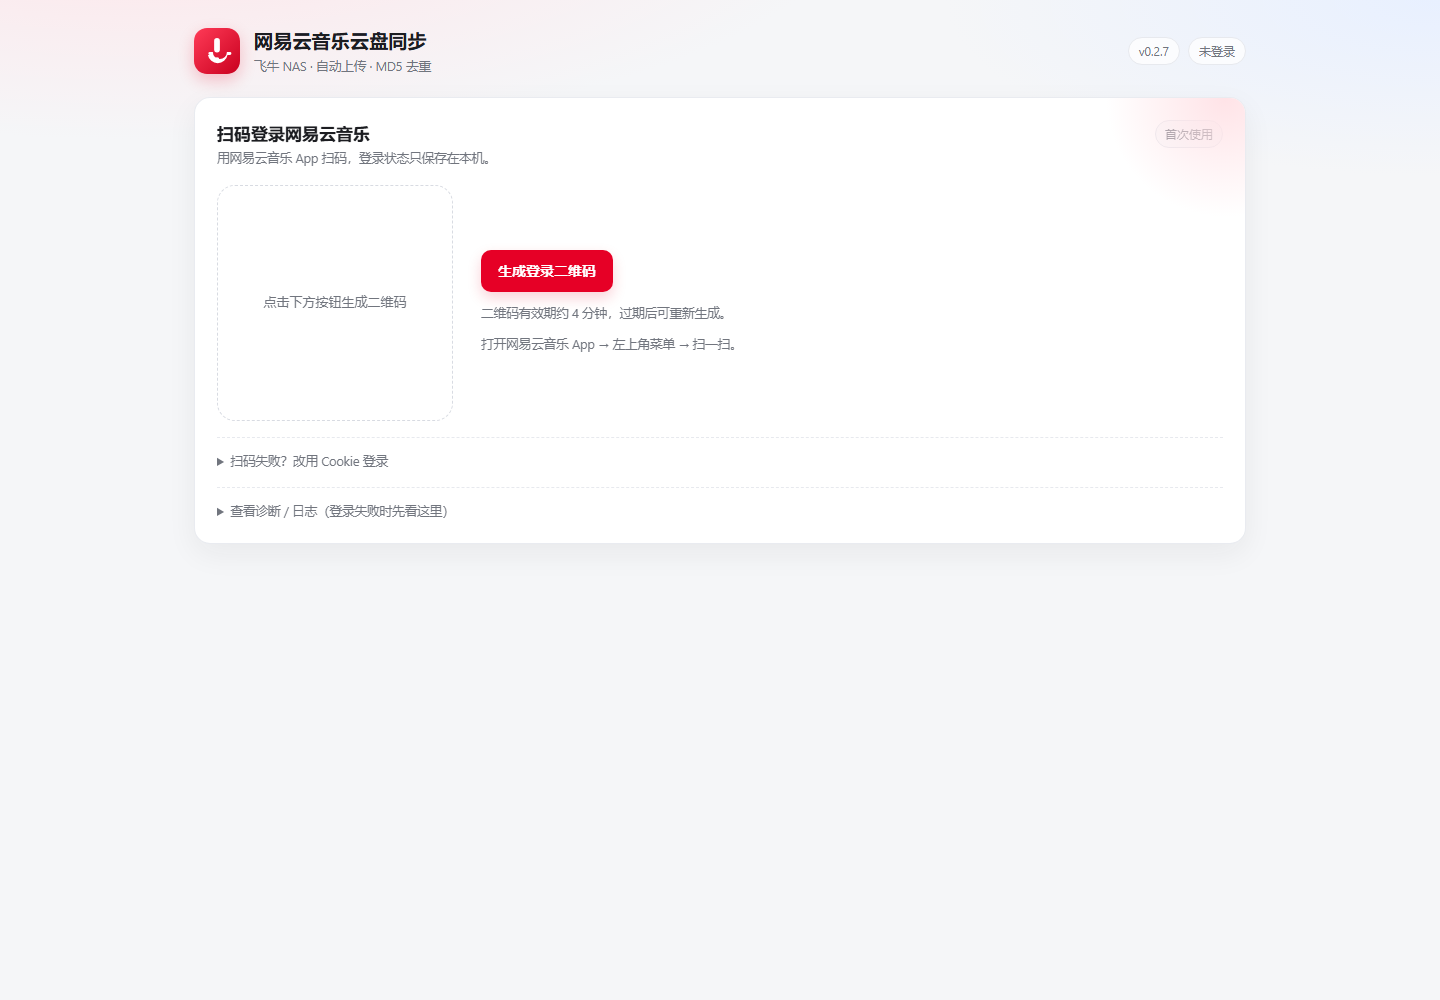 网易云音乐云盘同步
飞牛 NAS · 自动上传 · MD5 去重
v0.2.7
未登录
扫码登录网易云音乐
用网易云音乐 App 扫码，登录状态只保存在本机。
首次使用
点击下方按钮生成二维码
生成登录二维码
二维码有效期约 4 分钟，过期后可重新生成。
打开网易云音乐 App → 左上角菜单 → 扫一扫。
扫码失败？改用 Cookie 登录
查看诊断 / 日志（登录失败时先看这里）